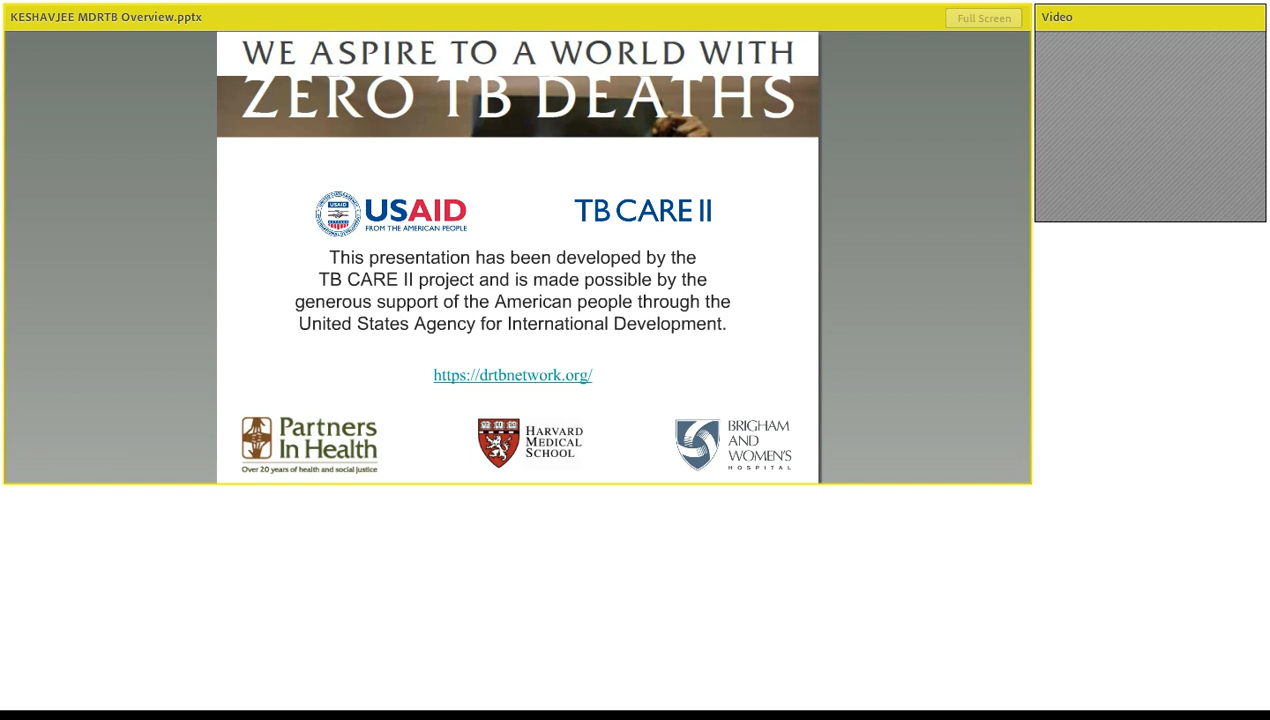 KESHAVJEE MDRTB Overview.pptx
Full Screen
Video
WE ASPIRE TO A WORLD WITH
ZERO TB DEATHS
USAID
USAID
FROM THE AMERICAN PEOPLE
TB CARE II
This presentation has been developed by the
TB CARE II project and is made possible by the
generous support of the American people through the
United States Agency for International Development.
https://drtbnetwork.org/
Partners
In Health
Over 20 years of health and social justice
HARVARD
MEDICAL
SCHOOL
BRIGHAM
AND
WOMEN'S
HOSPITAL